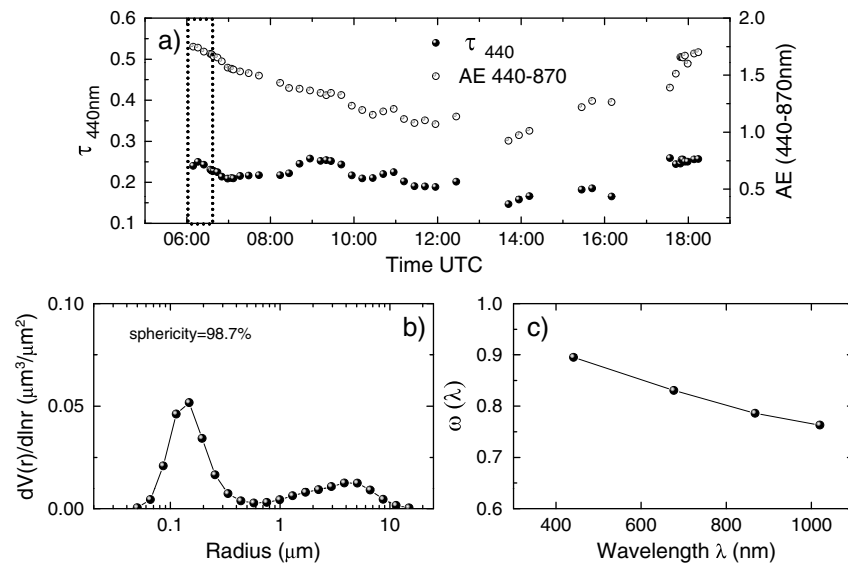 0.6
0.5
0.4
0.3
0.2
0.1
τ 440nm
a)
τ 440
AE 440-870
2.0
1.5
1.0
0.5
AE (440-870nm)
06:00 08:00 10:00 12:00 14:00 16:00 18:00
Time UTC
0.10
0.05
0.00
dV(r)/dlnr (μm³/μm²)
sphericity=98.7%
b)
0.1 1 10
Radius (μm)
1.0
0.9
0.8
0.7
0.6
ω (λ)
c)
400 600 800 1000
Wavelength λ (nm)